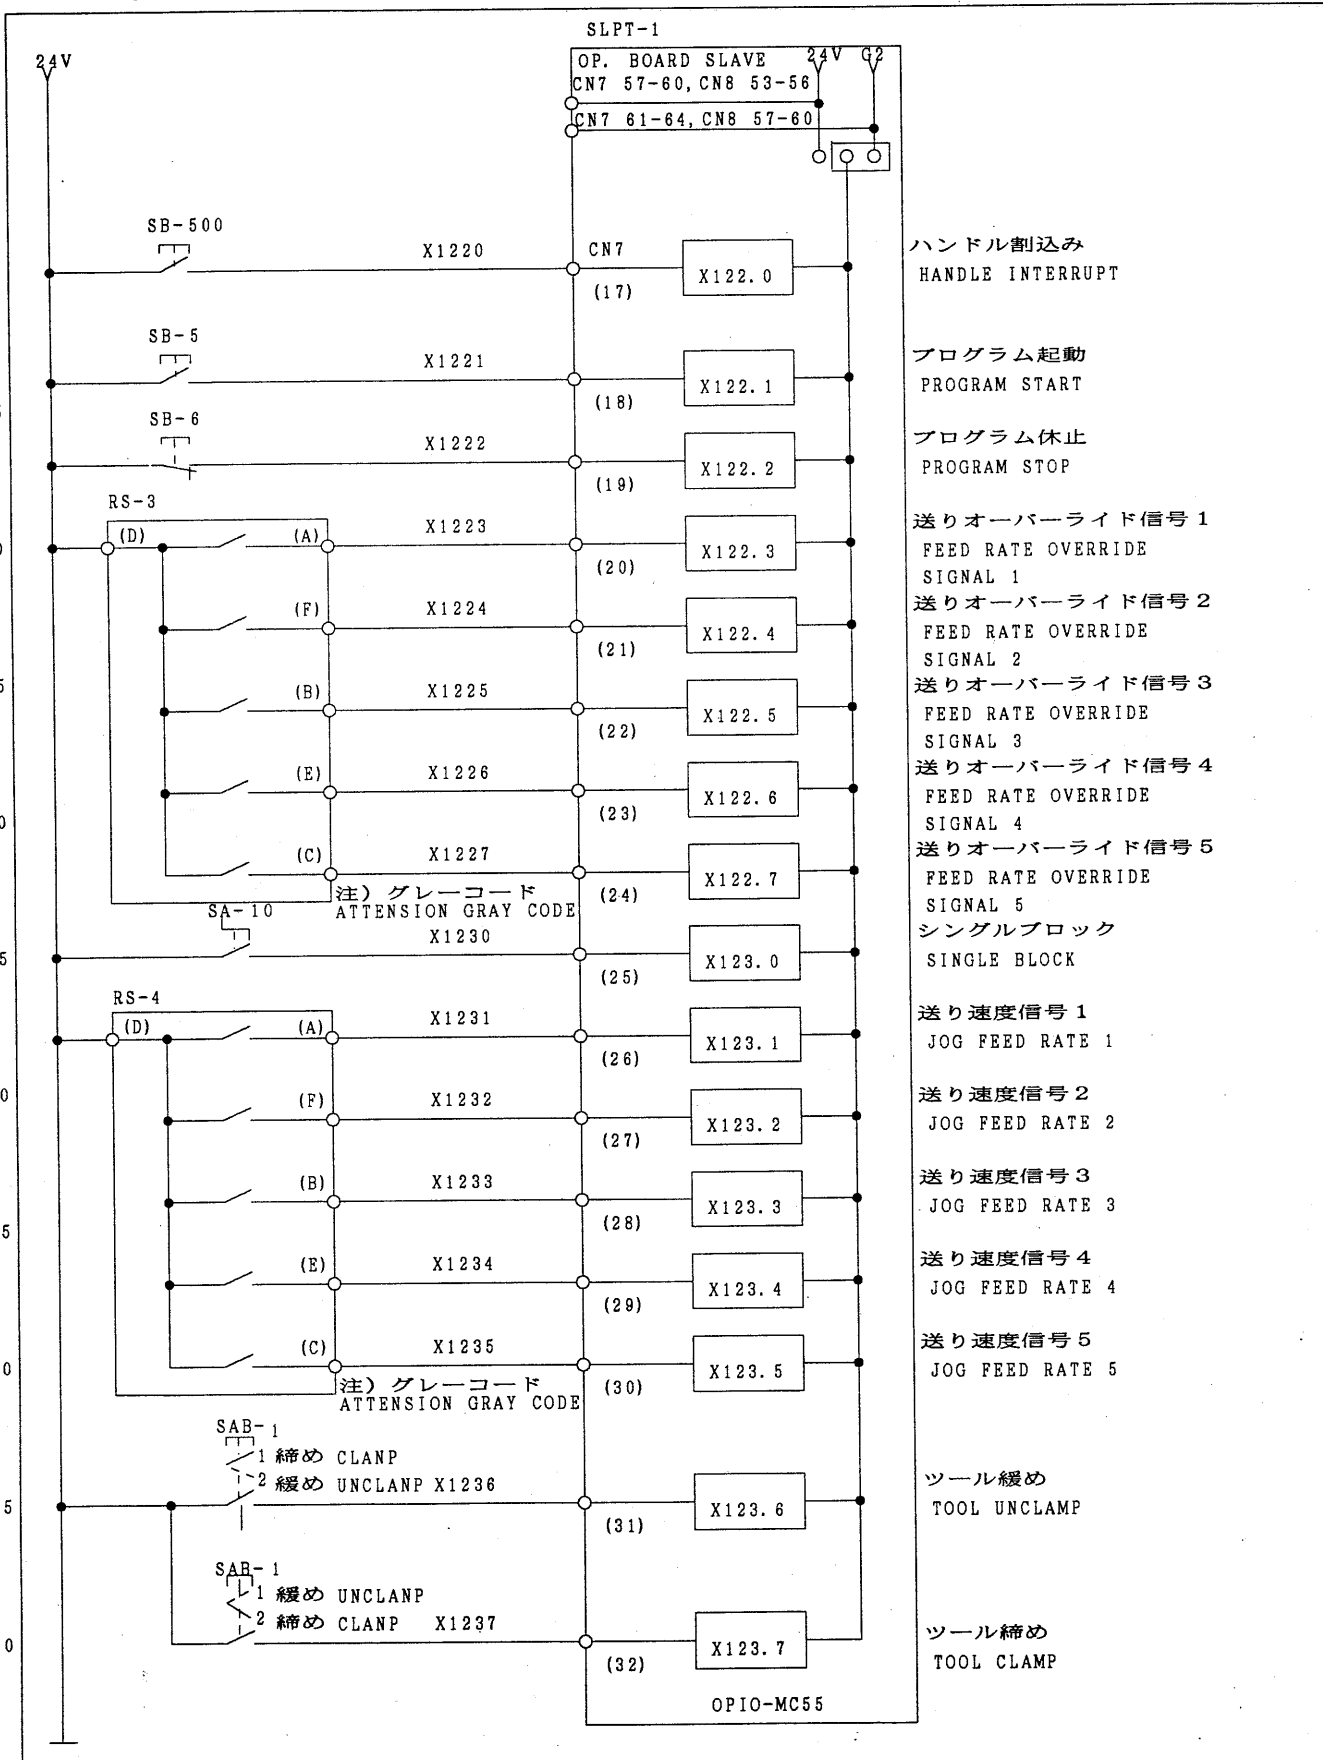 SLPT-1
24V
OP. BOARD SLAVE
24V G2
CN7 57-60, CN8 53-56
CN7 61-64, CN8 57-60
SB-500
X1220
CN7
(17)
X122.0
ハンドル割込み
HANDLE INTERRUPT
SB-5
X1221
(18)
X122.1
プログラム起動
PROGRAM START
SB-6
X1222
(19)
X122.2
プログラム休止
PROGRAM STOP
RS-3
(D)
(A)
X1223
(20)
X122.3
送りオーバーライド信号1
FEED RATE OVERRIDE
SIGNAL 1
(F)
X1224
(21)
X122.4
送りオーバーライド信号2
FEED RATE OVERRIDE
SIGNAL 2
(B)
X1225
(22)
X122.5
送りオーバーライド信号3
FEED RATE OVERRIDE
SIGNAL 3
(E)
X1226
(23)
X122.6
送りオーバーライド信号4
FEED RATE OVERRIDE
SIGNAL 4
(C)
X1227
(24)
X122.7
送りオーバーライド信号5
FEED RATE OVERRIDE
SIGNAL 5
注) グレーコード
ATTENSION GRAY CODE
SA-10
X1230
(25)
X123.0
シングルブロック
SINGLE BLOCK
RS-4
(D)
(A)
X1231
(26)
X123.1
送り速度信号1
JOG FEED RATE 1
(F)
X1232
(27)
X123.2
送り速度信号2
JOG FEED RATE 2
(B)
X1233
(28)
X123.3
送り速度信号3
JOG FEED RATE 3
(E)
X1234
(29)
X123.4
送り速度信号4
JOG FEED RATE 4
(C)
X1235
(30)
X123.5
送り速度信号5
JOG FEED RATE 5
注) グレーコード
ATTENSION GRAY CODE
SAB-1
1 締め CLANP
2 緩め UNCLANP X1236
(31)
X123.6
ツール緩め
TOOL UNCLAMP
SAB-1
1 緩め UNCLANP
2 締め CLANP X1237
(32)
X123.7
ツール締め
TOOL CLAMP
OPIO-MC55